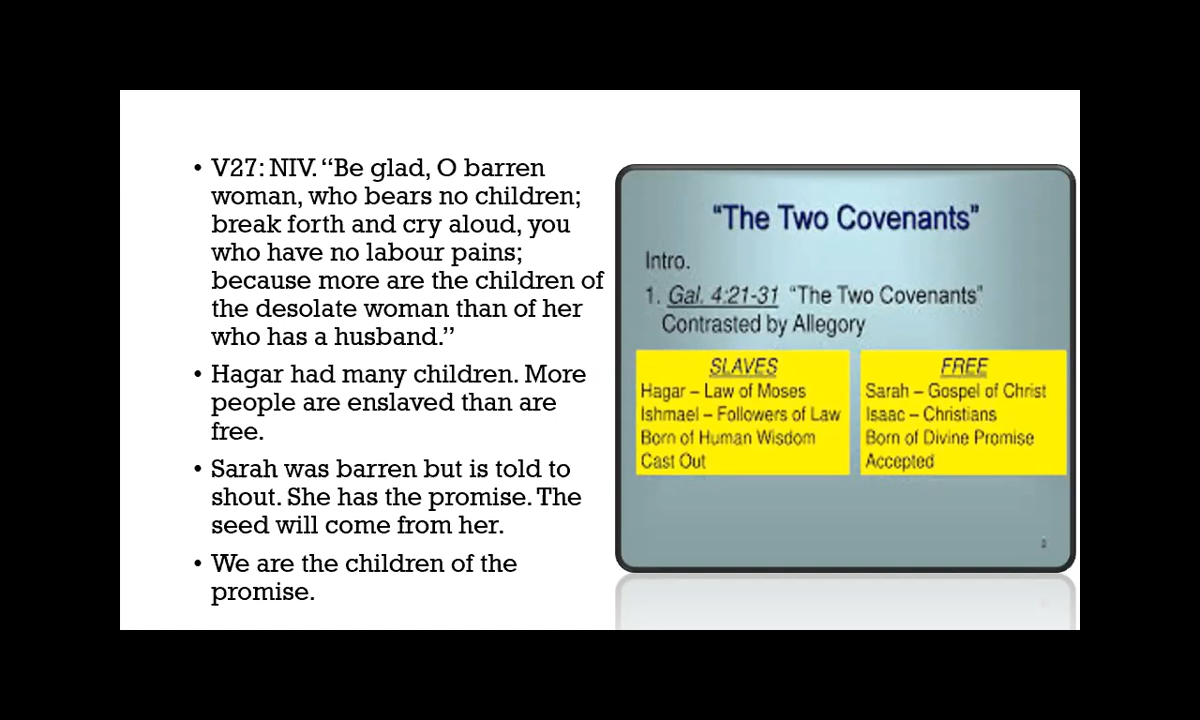 • V27: NIV. “Be glad, O barren
woman, who bears no children;
break forth and cry aloud, you
who have no labour pains;
because more are the children of
the desolate woman than of her
who has a husband.”
• Hagar had many children. More
people are enslaved than are
free.
• Sarah was barren but is told to
shout. She has the promise. The
seed will come from her.
• We are the children of the
promise.
“The Two Covenants”
Intro.
1. Gal. 4:21-31 “The Two Covenants”
Contrasted by Allegory
SLAVES
Hagar – Law of Moses
Ishmael – Followers of Law
Born of Human Wisdom
Cast Out
FREE
Sarah – Gospel of Christ
Isaac – Christians
Born of Divine Promise
Accepted